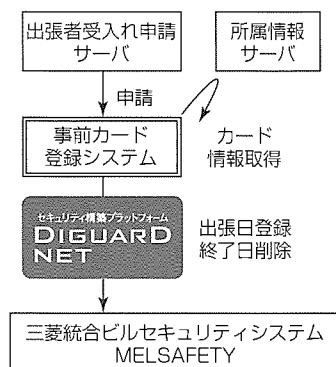 出張者受入れ申請
サーバ
所属情報
サーバ
申請
事前カード
登録システム
カード
情報取得
セキュリティ構築プラットフォーム
DIGUARD
NET
出張日登録
終了日削除
三菱統合ビルセキュリティシステム
MELSAFETY